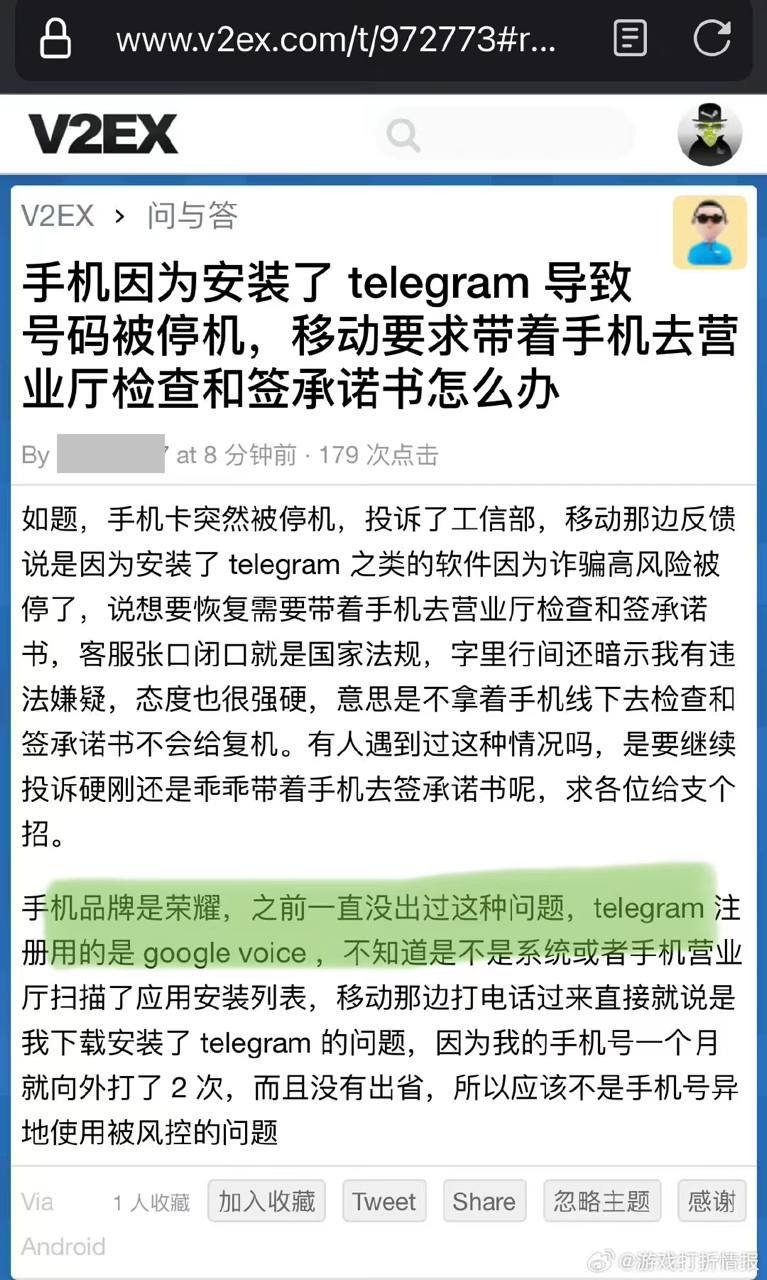 www.v2ex.com/t/972773#r...
V2EX
V2EX › 问与答
手机因为安装了 telegram 导致
号码被停机，移动要求带着手机去营
业厅检查和签承诺书怎么办
By 7 at 8 分钟前 · 179 次点击
如题，手机卡突然被停机，投诉了工信部，移动那边反馈
说是因为安装了 telegram 之类的软件因为诈骗高风险被
停了，说想要恢复需要带着手机去营业厅检查和签承诺
书，客服张口闭口就是国家法规，字里行间还暗示我有违
法嫌疑，态度也很强硬，意思是不拿着手机线下去检查和
签承诺书不会给复机。有人遇到过这种情况吗，是要继续
投诉硬刚还是乖乖带着手机去签承诺书呢，求各位给支个
招。
手机品牌是荣耀，之前一直没出过这种问题，telegram 注
册用的是 google voice ，不知道是不是系统或者手机营业
厅扫描了应用安装列表，移动那边打电话过来直接就说是
我下载安装了 telegram 的问题，因为我的手机号一个月
就向外打了 2 次，而且没有出省，所以应该不是手机号异
地使用被风控的问题
Via 1 人收藏 加入收藏 Tweet Share 忽略主题 感谢
Android
@游戏打折情报